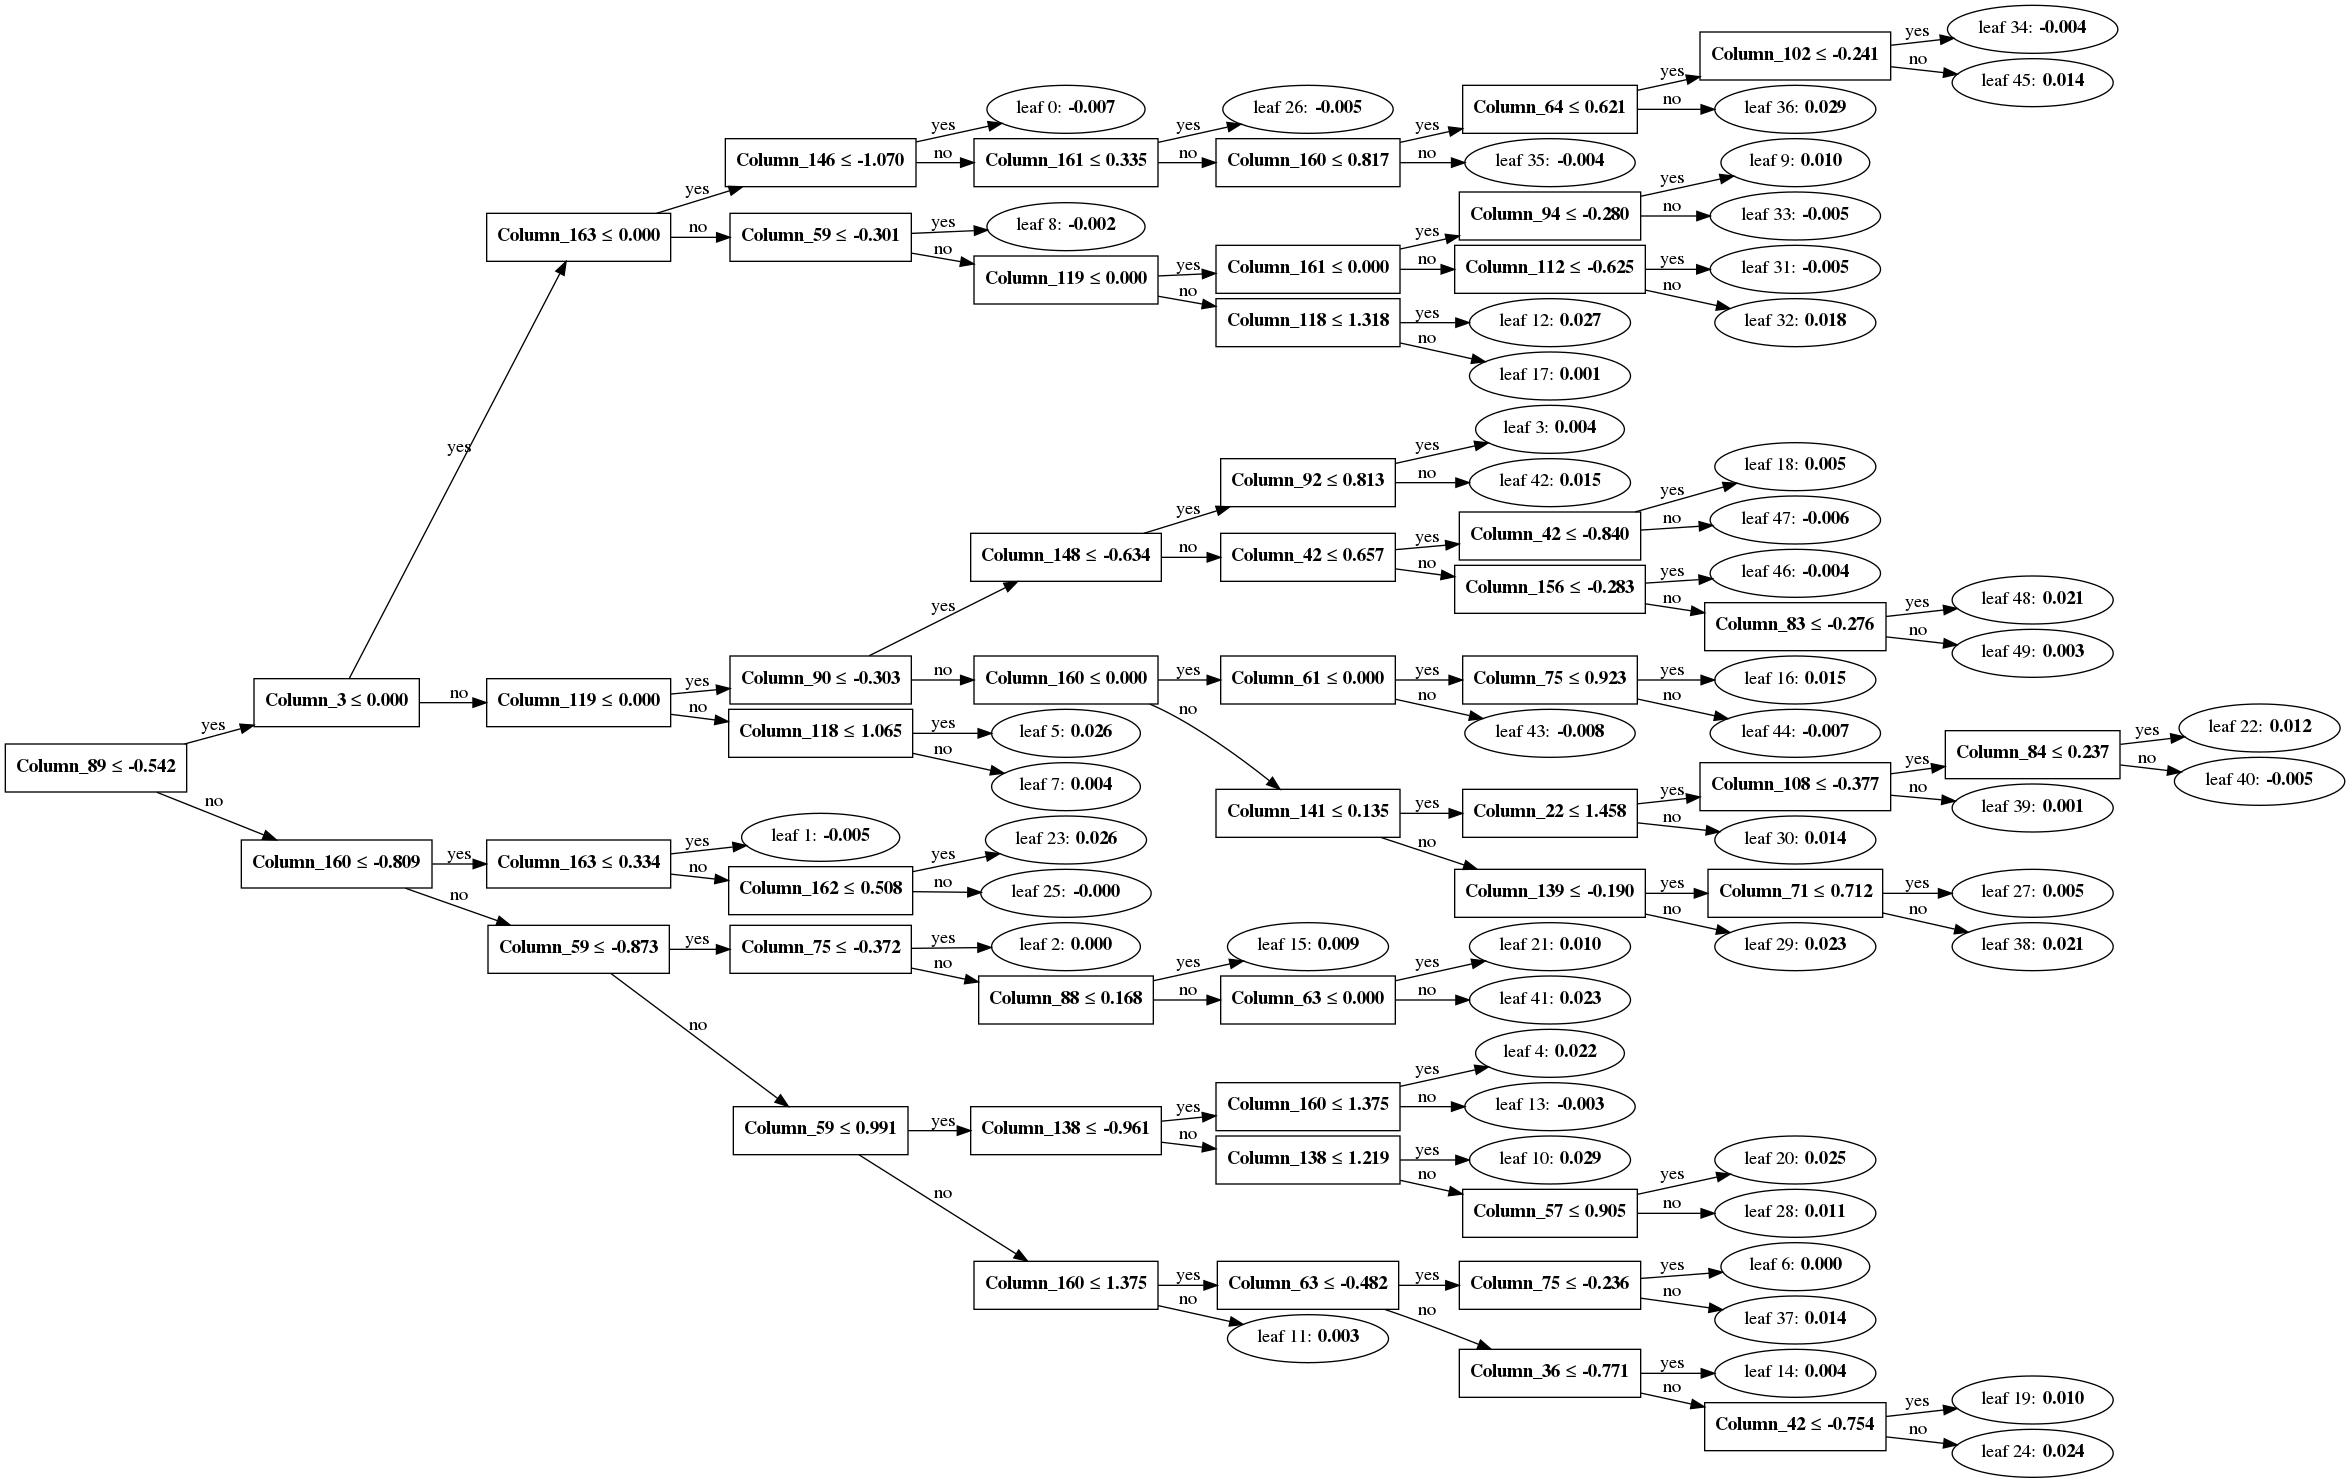 Column_102 ≤ -0.241
yes
leaf 34: -0.004
no
leaf 45: 0.014
Column_64 ≤ 0.621
yes
no
leaf 36: 0.029
Column_146 ≤ -1.070
yes
leaf 0: -0.007
no
Column_161 ≤ 0.335
yes
leaf 26: -0.005
no
Column_160 ≤ 0.817
yes
no
leaf 35: -0.004
Column_163 ≤ 0.000
yes
no
Column_59 ≤ -0.301
yes
leaf 8: -0.002
no
Column_119 ≤ 0.000
yes
Column_161 ≤ 0.000
yes
Column_94 ≤ -0.280
yes
leaf 9: 0.010
no
leaf 33: -0.005
no
Column_112 ≤ -0.625
yes
leaf 31: -0.005
no
leaf 32: 0.018
no
Column_118 ≤ 1.318
yes
leaf 12: 0.027
no
leaf 17: 0.001
yes
Column_92 ≤ 0.813
yes
leaf 3: 0.004
no
leaf 42: 0.015
Column_148 ≤ -0.634
yes
no
Column_42 ≤ 0.657
yes
Column_42 ≤ -0.840
yes
leaf 18: 0.005
no
leaf 47: -0.006
no
Column_156 ≤ -0.283
yes
leaf 46: -0.004
no
Column_83 ≤ -0.276
yes
leaf 48: 0.021
no
leaf 49: 0.003
yes
Column_3 ≤ 0.000
no
Column_119 ≤ 0.000
yes
Column_90 ≤ -0.303
no
Column_160 ≤ 0.000
yes
Column_61 ≤ 0.000
yes
Column_75 ≤ 0.923
yes
leaf 16: 0.015
no
leaf 44: -0.007
no
leaf 43: -0.008
no
no
Column_118 ≤ 1.065
yes
leaf 5: 0.026
no
leaf 7: 0.004
Column_89 ≤ -0.542
yes
no
Column_141 ≤ 0.135
yes
Column_22 ≤ 1.458
yes
Column_108 ≤ -0.377
yes
Column_84 ≤ 0.237
yes
leaf 22: 0.012
no
leaf 40: -0.005
no
leaf 39: 0.001
no
leaf 30: 0.014
no
Column_139 ≤ -0.190
yes
Column_71 ≤ 0.712
yes
leaf 27: 0.005
no
leaf 38: 0.021
no
leaf 29: 0.023
Column_160 ≤ -0.809
yes
Column_163 ≤ 0.334
yes
leaf 1: -0.005
no
Column_162 ≤ 0.508
yes
leaf 23: 0.026
no
leaf 25: -0.000
no
Column_59 ≤ -0.873
yes
Column_75 ≤ -0.372
yes
leaf 2: 0.000
no
Column_88 ≤ 0.168
yes
leaf 15: 0.009
no
Column_63 ≤ 0.000
yes
leaf 21: 0.010
no
leaf 41: 0.023
no
Column_59 ≤ 0.991
yes
Column_138 ≤ -0.961
yes
Column_160 ≤ 1.375
yes
leaf 4: 0.022
no
leaf 13: -0.003
no
Column_138 ≤ 1.219
yes
leaf 10: 0.029
no
Column_57 ≤ 0.905
yes
leaf 20: 0.025
no
leaf 28: 0.011
no
Column_160 ≤ 1.375
yes
Column_63 ≤ -0.482
yes
Column_75 ≤ -0.236
yes
leaf 6: 0.000
no
leaf 37: 0.014
no
leaf 11: 0.003
no
Column_36 ≤ -0.771
yes
leaf 14: 0.004
no
Column_42 ≤ -0.754
yes
leaf 19: 0.010
no
leaf 24: 0.024